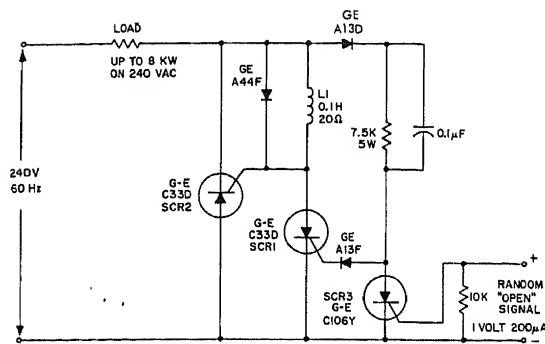 LOAD
UP TO 8 KW
ON 240 VAC
GE
A13D
GE
A44F
L1
0.1H
20Ω
7.5K
5W
0.1µF
240V
60 Hz
G-E
C33D
SCR2
G-E
C33D
SCR1
GE
A13F
SCR3
G-E
C106Y
10K
+
RANDOM
"OPEN"
SIGNAL
1 VOLT 200µA
-